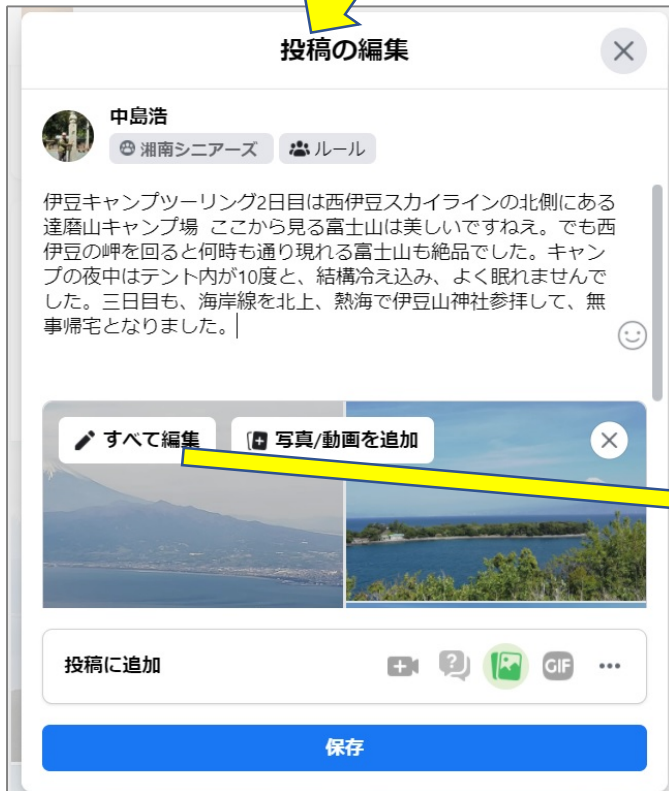 投稿の編集
中島浩
湘南シニアーズ ルール
伊豆キャンプツーリング2日目は西伊豆スカイラインの北側にある
達磨山キャンプ場 ここから見る富士山は美しいですねえ。でも西
伊豆の岬を回ると何時も通り現れる富士山も絶品でした。キャン
プの夜中はテント内が10度と、結構冷え込み、よく眠れませんで
した。三日目も、海岸線を北上、熱海で伊豆山神社参拝して、無
事帰宅となりました。
すべて編集 写真/動画を追加
投稿に追加
GIF
保存